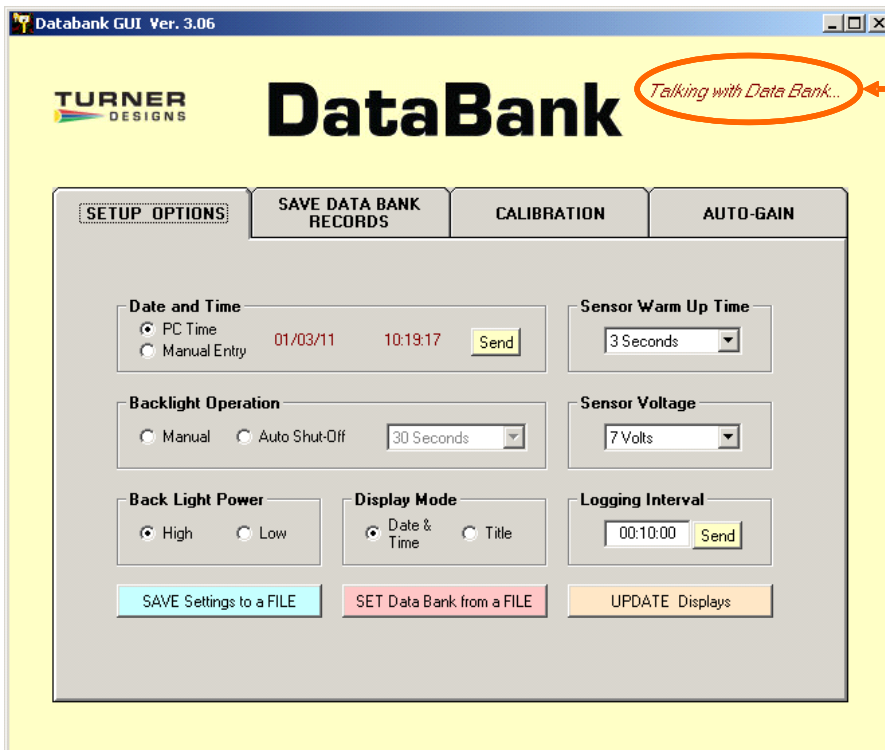 Databank GUI Ver. 3.06
TURNER
DESIGNS
DataBank
Talking with Data Bank...
SETUP OPTIONS
SAVE DATA BANK
RECORDS
CALIBRATION
AUTO-GAIN
Date and Time
PC Time
Manual Entry
01/03/11
10:19:17
Send
Sensor Warm Up Time
3 Seconds
Backlight Operation
Manual
Auto Shut-Off
30 Seconds
Sensor Voltage
7 Volts
Back Light Power
High
Low
Display Mode
Date &
Time
Title
Logging Interval
00:10:00
Send
SAVE Settings to a FILE
SET Data Bank from a FILE
UPDATE Displays